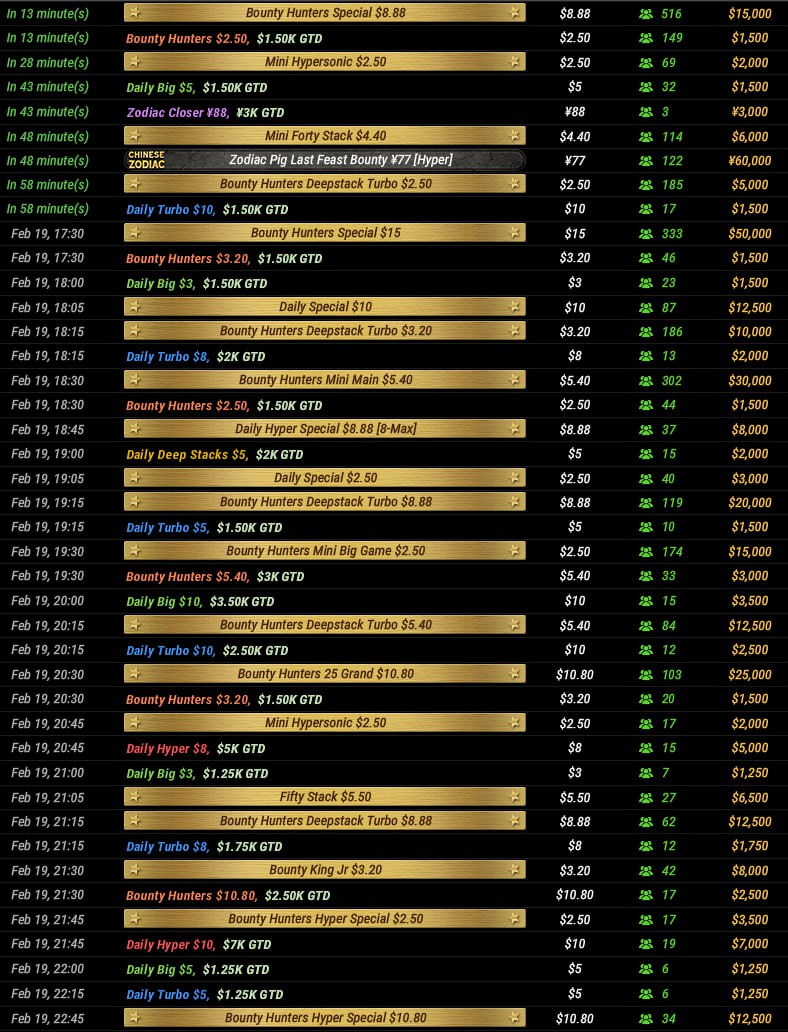 In 13 minute(s) Bounty Hunters Special $8.88 $8.88 516 $15,000
In 13 minute(s) Bounty Hunters $2.50, $1.50K GTD $2.50 149 $1,500
In 28 minute(s) Mini Hypersonic $2.50 $2.50 69 $2,000
In 43 minute(s) Daily Big $5, $1.50K GTD $5 32 $1,500
In 43 minute(s) Zodiac Closer ¥88, ¥3K GTD ¥88 3 ¥3,000
In 48 minute(s) Mini Forty Stack $4.40 $4.40 114 $6,000
In 48 minute(s) CHINESE ZODIAC Zodiac Pig Last Feast Bounty ¥77 [Hyper] ¥77 122 ¥60,000
In 58 minute(s) Bounty Hunters Deepstack Turbo $2.50 $2.50 185 $5,000
In 58 minute(s) Daily Turbo $10, $1.50K GTD $10 17 $1,500
Feb 19, 17:30 Bounty Hunters Special $15 $15 333 $50,000
Feb 19, 17:30 Bounty Hunters $3.20, $1.50K GTD $3.20 46 $1,500
Feb 19, 18:00 Daily Big $3, $1.50K GTD $3 23 $1,500
Feb 19, 18:05 Daily Special $10 $10 87 $12,500
Feb 19, 18:15 Bounty Hunters Deepstack Turbo $3.20 $3.20 186 $10,000
Feb 19, 18:15 Daily Turbo $8, $2K GTD $8 13 $2,000
Feb 19, 18:30 Bounty Hunters Mini Main $5.40 $5.40 302 $30,000
Feb 19, 18:30 Bounty Hunters $2.50, $1.50K GTD $2.50 44 $1,500
Feb 19, 18:45 Daily Hyper Special $8.88 [8-Max] $8.88 37 $8,000
Feb 19, 19:00 Daily Deep Stacks $5, $2K GTD $5 15 $2,000
Feb 19, 19:05 Daily Special $2.50 $2.50 40 $3,000
Feb 19, 19:15 Bounty Hunters Deepstack Turbo $8.88 $8.88 119 $20,000
Feb 19, 19:15 Daily Turbo $5, $1.50K GTD $5 10 $1,500
Feb 19, 19:30 Bounty Hunters Mini Big Game $2.50 $2.50 174 $15,000
Feb 19, 19:30 Bounty Hunters $5.40, $3K GTD $5.40 33 $3,000
Feb 19, 20:00 Daily Big $10, $3.50K GTD $10 15 $3,500
Feb 19, 20:15 Bounty Hunters Deepstack Turbo $5.40 $5.40 84 $12,500
Feb 19, 20:15 Daily Turbo $10, $2.50K GTD $10 12 $2,500
Feb 19, 20:30 Bounty Hunters 25 Grand $10.80 $10.80 103 $25,000
Feb 19, 20:30 Bounty Hunters $3.20, $1.50K GTD $3.20 20 $1,500
Feb 19, 20:45 Mini Hypersonic $2.50 $2.50 17 $2,000
Feb 19, 20:45 Daily Hyper $8, $5K GTD $8 15 $5,000
Feb 19, 21:00 Daily Big $3, $1.25K GTD $3 7 $1,250
Feb 19, 21:05 Fifty Stack $5.50 $5.50 27 $6,500
Feb 19, 21:15 Bounty Hunters Deepstack Turbo $8.88 $8.88 62 $12,500
Feb 19, 21:15 Daily Turbo $8, $1.75K GTD $8 12 $1,750
Feb 19, 21:30 Bounty King Jr $3.20 $3.20 42 $8,000
Feb 19, 21:30 Bounty Hunters $10.80, $2.50K GTD $10.80 17 $2,500
Feb 19, 21:45 Bounty Hunters Hyper Special $2.50 $2.50 17 $3,500
Feb 19, 21:45 Daily Hyper $10, $7K GTD $10 19 $7,000
Feb 19, 22:00 Daily Big $5, $1.25K GTD $5 6 $1,250
Feb 19, 22:15 Daily Turbo $5, $1.25K GTD $5 6 $1,250
Feb 19, 22:45 Bounty Hunters Hyper Special $10.80 $10.80 34 $12,500